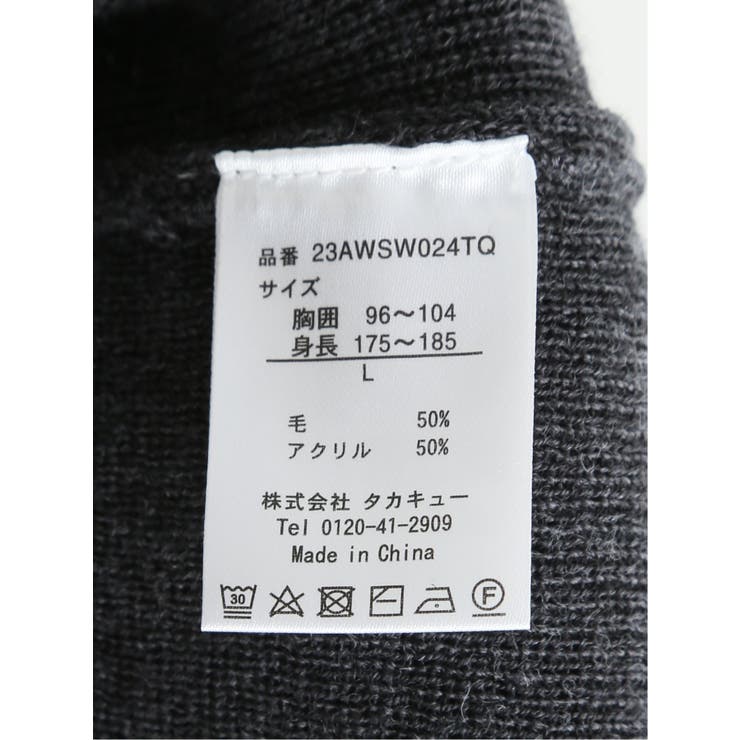 品番 23AWSW024TQ
サイズ
胸囲 96～104
身長 175～185
L
毛 50%
アクリル 50%
株式会社 タカキュー
Tel 0120-41-2909
Made in China
30 F